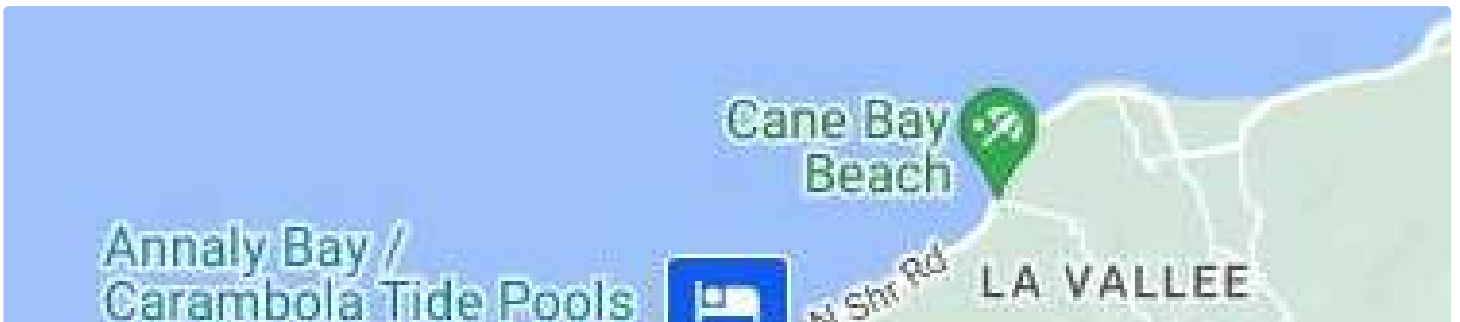 Cane Bay
Beach
Annaly Bay /
Carambola Tide Pools
N Shr Rd
LA VALLEE